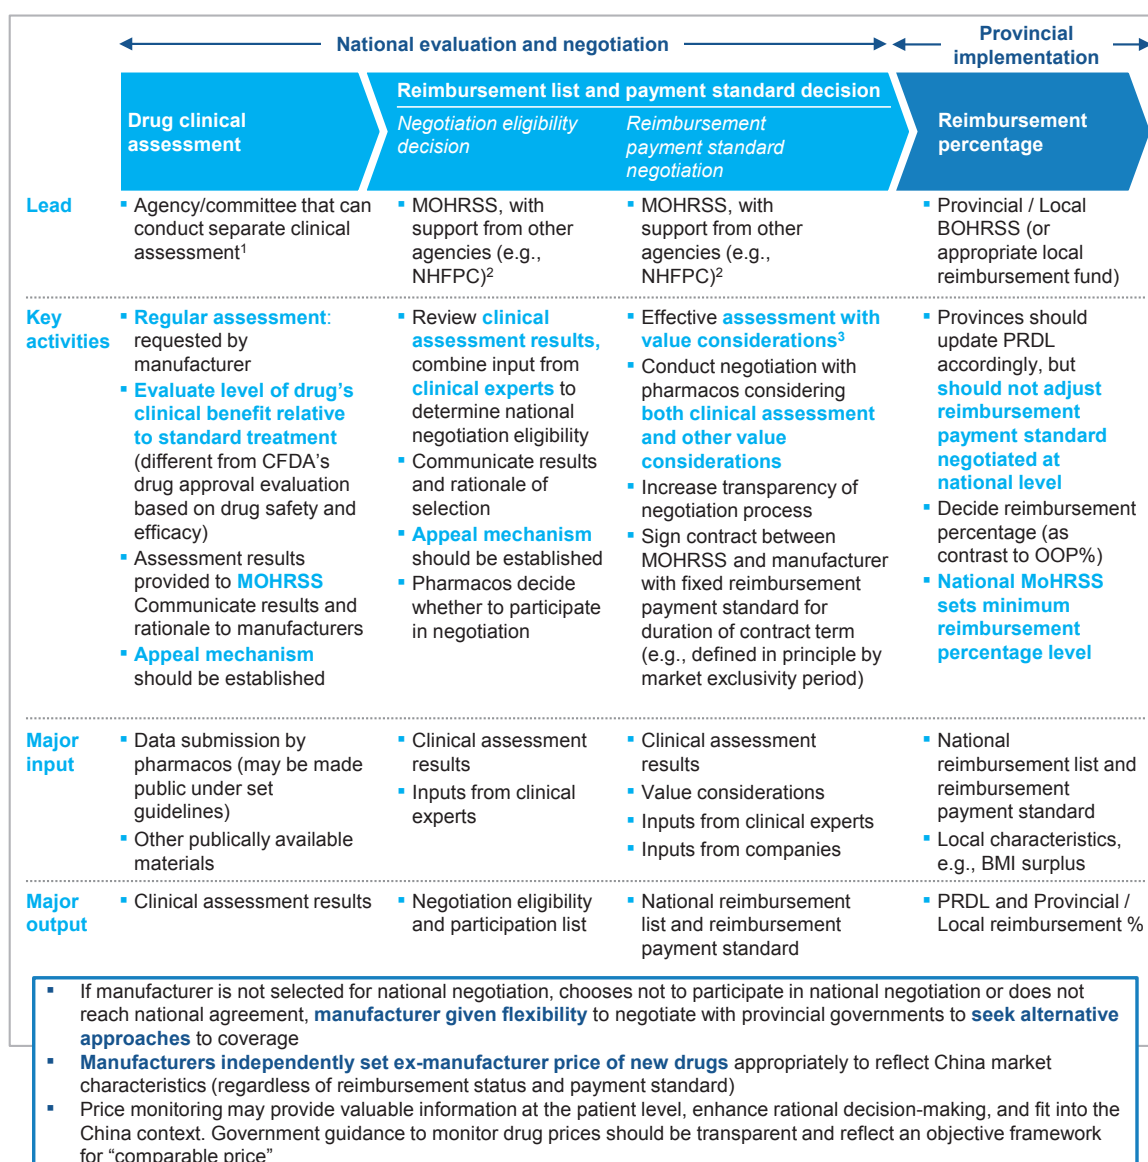 National evaluation and negotiation
Provincial
implementation
Drug clinical
assessment
Reimbursement list and payment standard decision
Negotiation eligibility
decision
Reimbursement
payment standard
negotiation
Reimbursement
percentage
Lead
▪ Agency/committee that can
conduct separate clinical
assessment1
▪ MOHRSS, with
support from other
agencies (e.g.,
NHFPC)2
▪ MOHRSS, with
support from other
agencies (e.g.,
NHFPC)2
▪ Provincial / Local
BOHRSS (or
appropriate local
reimbursement fund)
Key
activities
▪ Regular assessment:
requested by
manufacturer
▪ Evaluate level of drug's
clinical benefit relative
to standard treatment
(different from CFDA's
drug approval evaluation
based on drug safety and
efficacy)
▪ Assessment results
provided to MOHRSS
Communicate results and
rationale to manufacturers
▪ Appeal mechanism
should be established
▪ Review clinical
assessment results,
combine input from
clinical experts to
determine national
negotiation eligibility
▪ Communicate results
and rationale of
selection
▪ Appeal mechanism
should be established
▪ Pharmacos decide
whether to participate
in negotiation
▪ Effective assessment with
value considerations3
▪ Conduct negotiation with
pharmacos considering
both clinical assessment
and other value
considerations
▪ Increase transparency of
negotiation process
▪ Sign contract between
MOHRSS and manufacturer
with fixed reimbursement
payment standard for
duration of contract term
(e.g., defined in principle by
market exclusivity period)
▪ Provinces should
update PRDL
accordingly, but
should not adjust
reimbursement
payment standard
negotiated at
national level
▪ Decide reimbursement
percentage (as
contrast to OOP%)
▪ National MoHRSS
sets minimum
reimbursement
percentage level
Major
input
▪ Data submission by
pharmacos (may be made
public under set
guidelines)
▪ Other publically available
materials
▪ Clinical assessment
results
▪ Inputs from clinical
experts
▪ Clinical assessment
results
▪ Value considerations
▪ Inputs from clinical experts
▪ Inputs from companies
▪ National
reimbursement list and
reimbursement
payment standard
▪ Local characteristics,
e.g., BMI surplus
Major
output
▪ Clinical assessment results
▪ Negotiation eligibility
and participation list
▪ National reimbursement
list and reimbursement
payment standard
▪ PRDL and Provincial /
Local reimbursement %
▪ If manufacturer is not selected for national negotiation, chooses not to participate in national negotiation or does not
reach national agreement, manufacturer given flexibility to negotiate with provincial governments to seek alternative
approaches to coverage
▪ Manufacturers independently set ex-manufacturer price of new drugs appropriately to reflect China market
characteristics (regardless of reimbursement status and payment standard)
▪ Price monitoring may provide valuable information at the patient level, enhance rational decision-making, and fit into the
China context. Government guidance to monitor drug prices should be transparent and reflect an objective framework
for "comparable price"